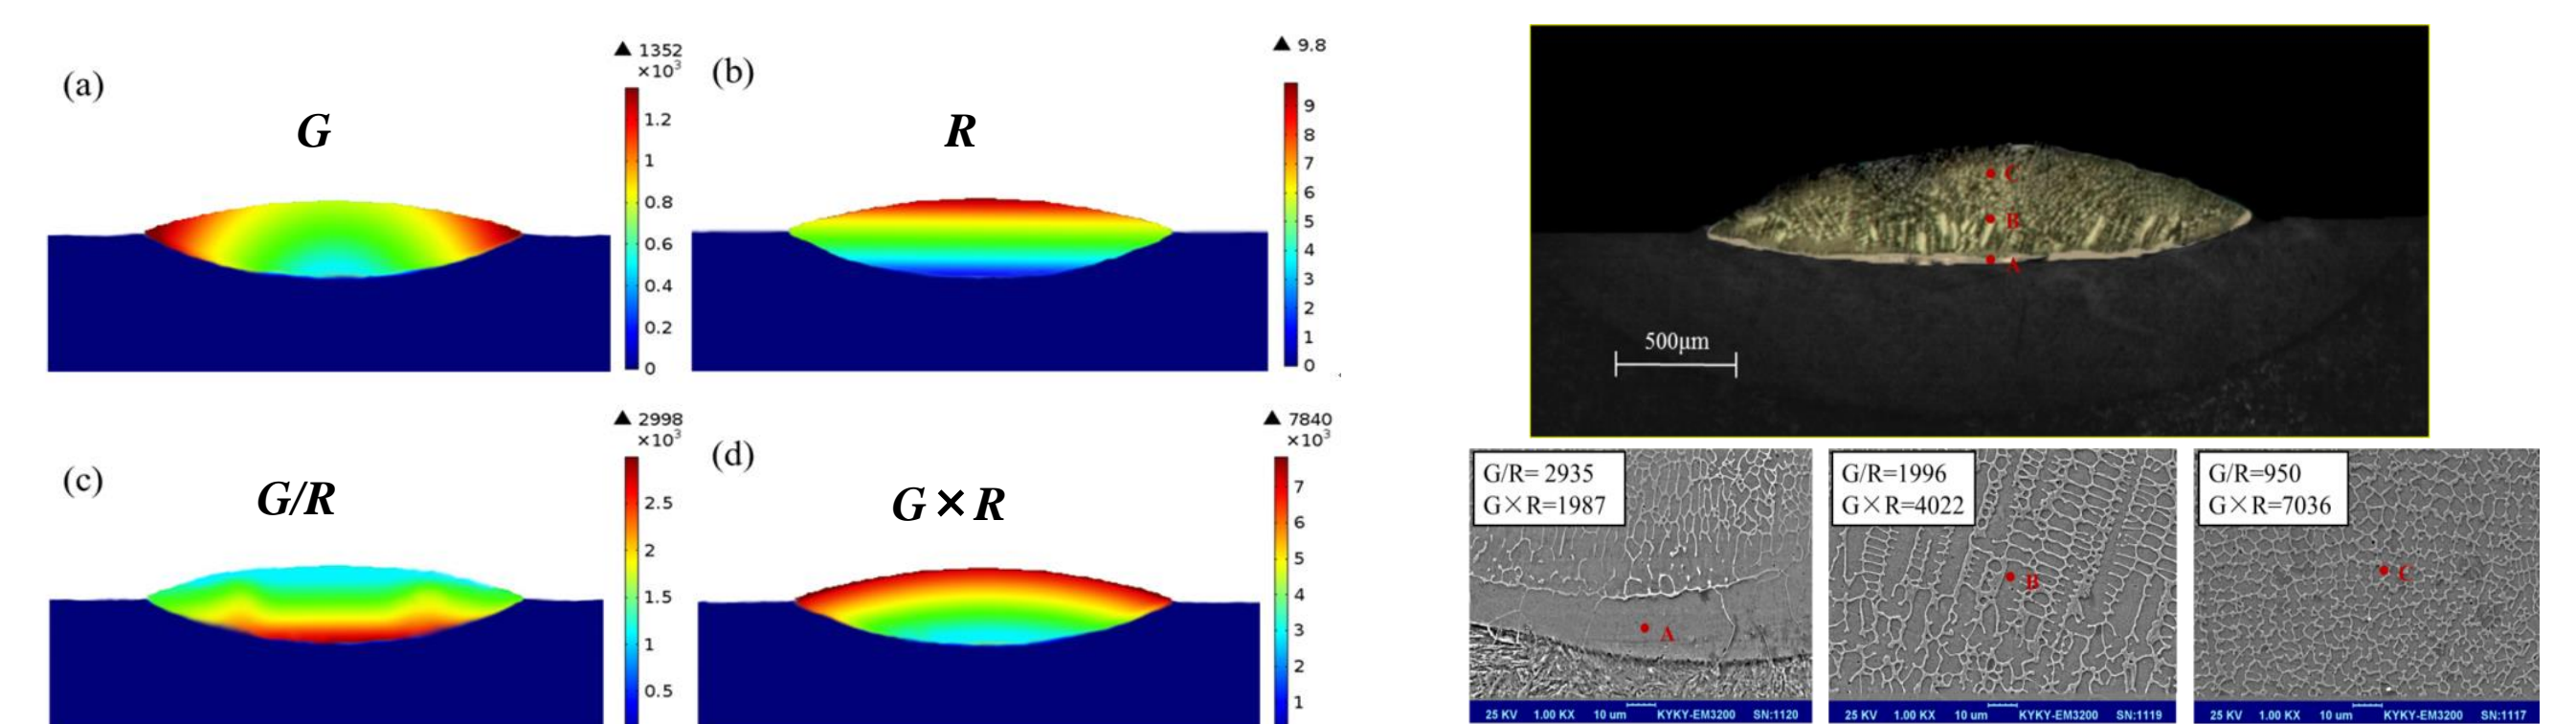 (a)
G
1352
×10³
1.2
1
0.8
0.6
0.4
0.2
0
(b)
R
9.8
9
8
7
6
5
4
3
2
1
0
(c)
G/R
2998
×10³
2.5
2
1.5
1
0.5
(d)
G×R
7840
×10³
7
6
5
4
3
2
1
C
B
A
500μm
G/R= 2935
G×R=1987
A
25 KV 1.00 KX 10 um KYKY-EM3200 SN:1120
G/R=1996
G×R=4022
B
25 KV 1.00 KX 10 um KYKY-EM3200 SN:1119
G/R=950
G×R=7036
C
25 KV 1.00 KX 10 um KYKY-EM3200 SN:1117